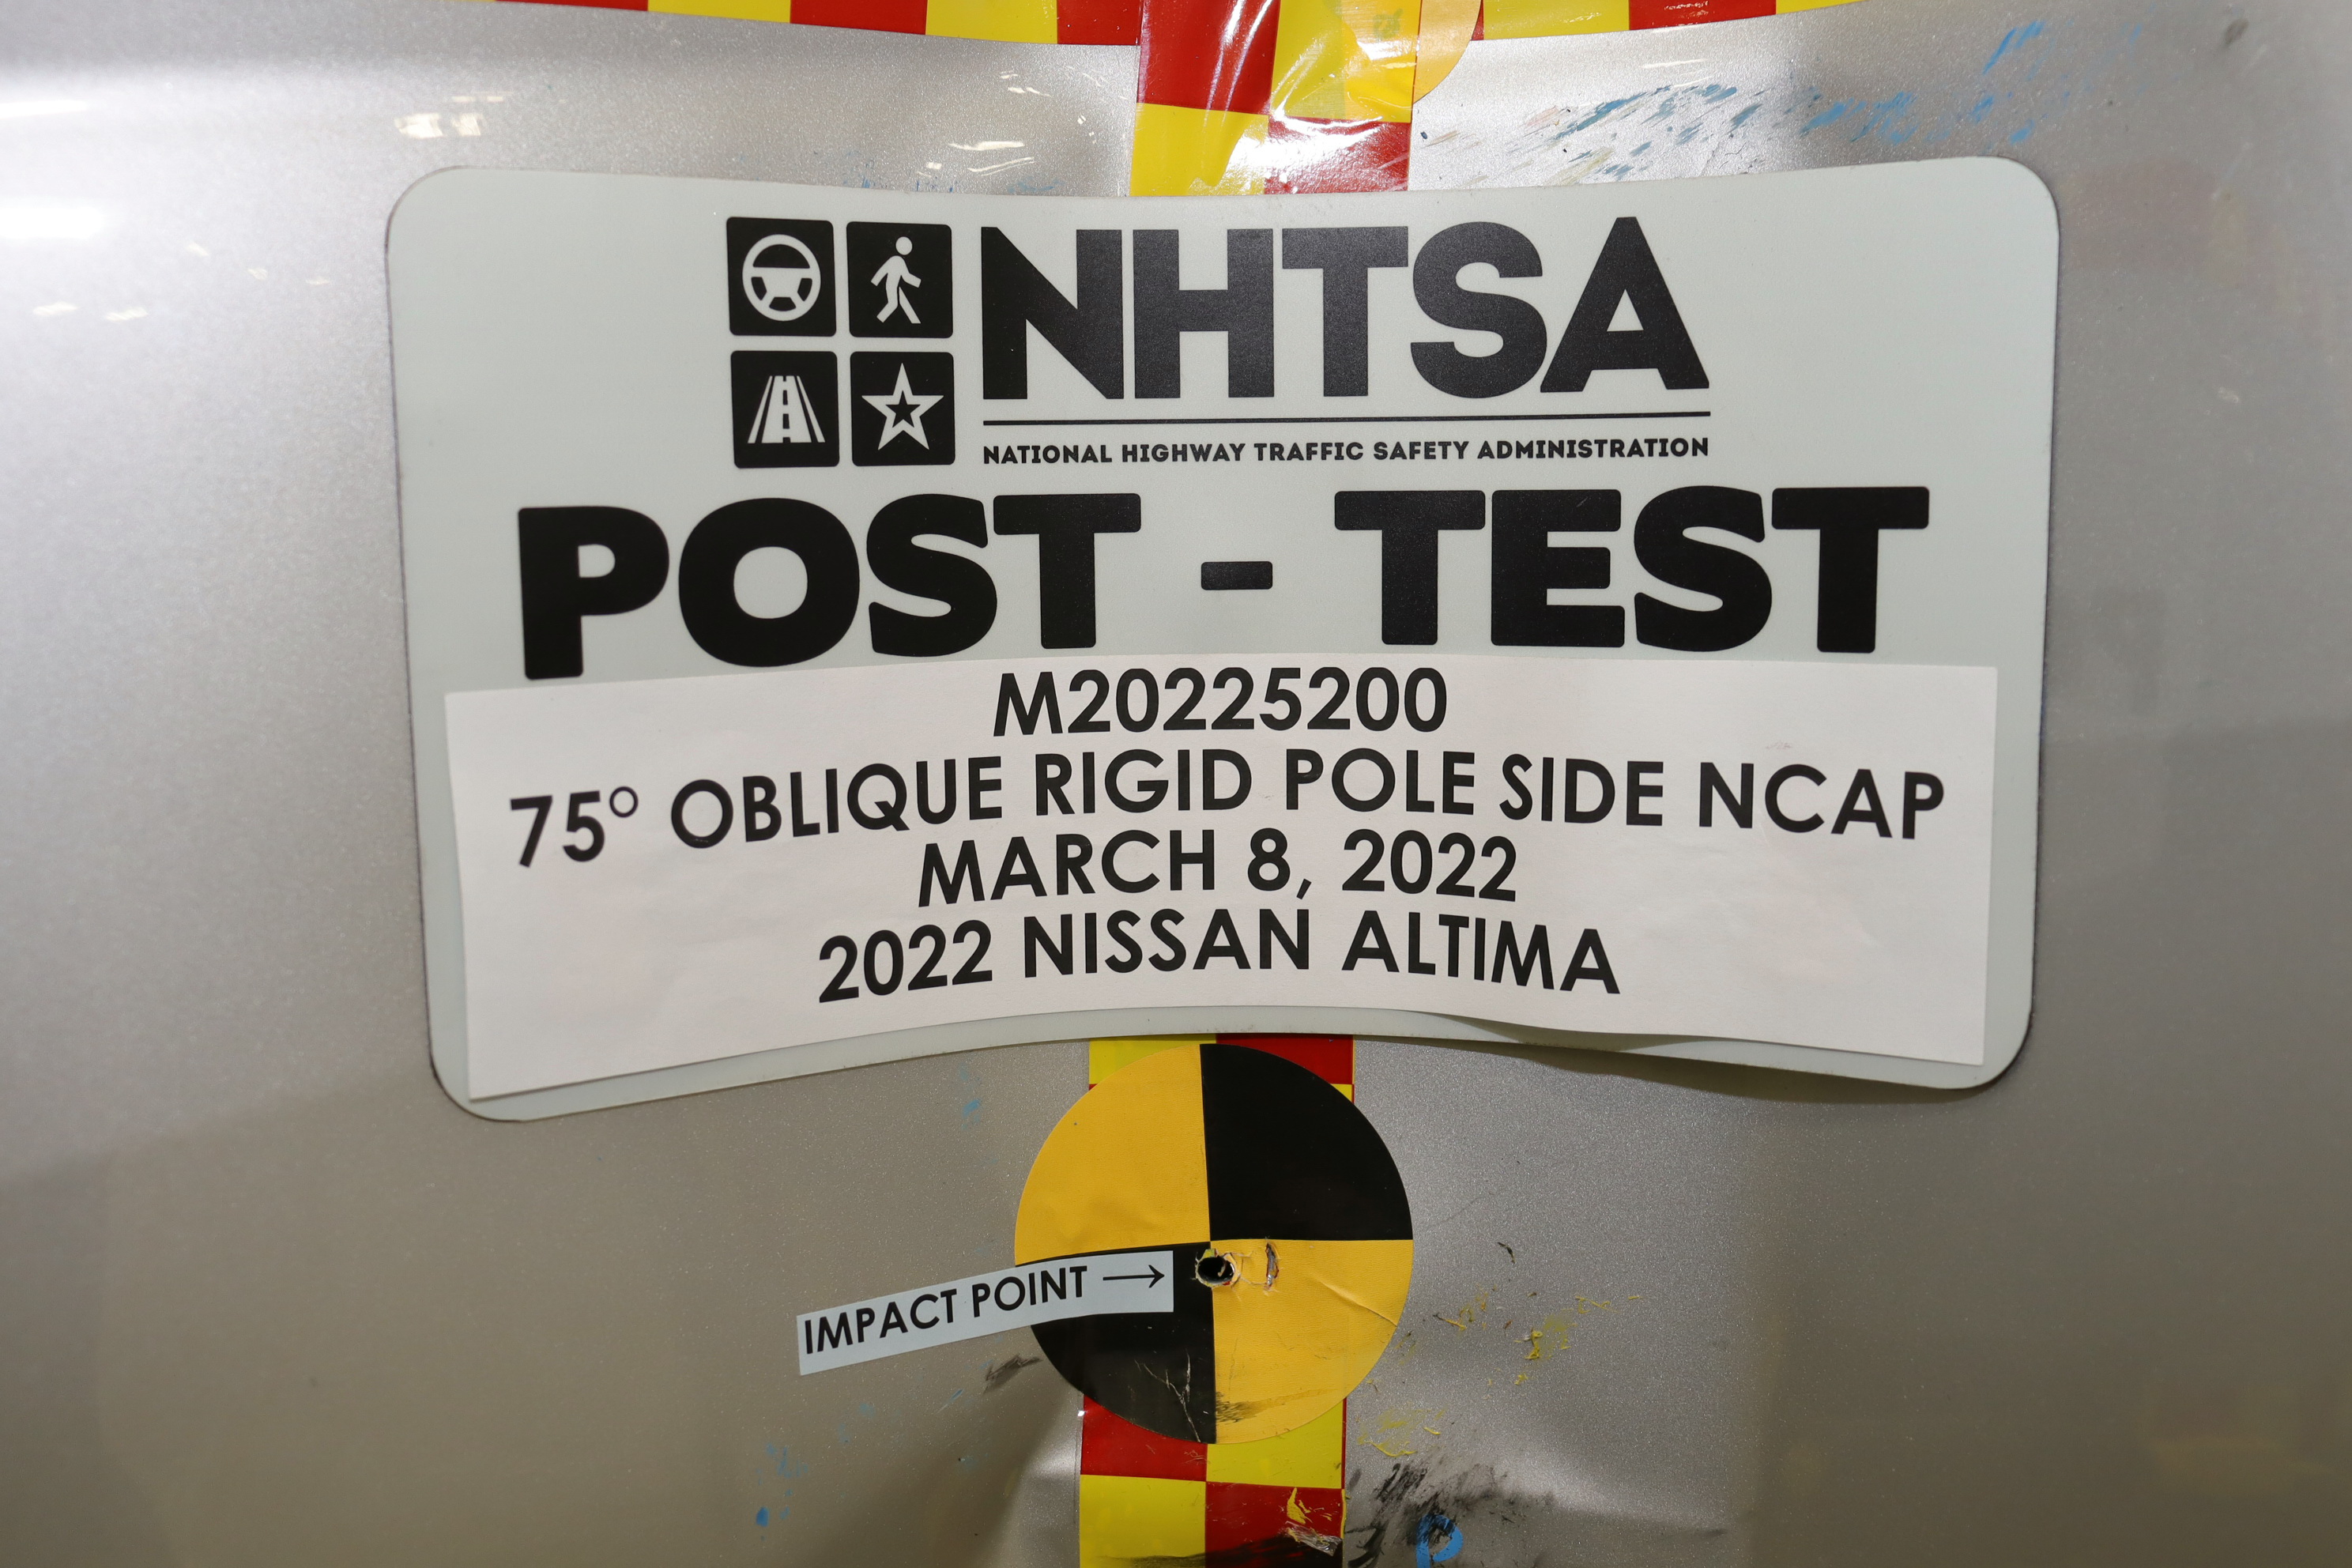 NHTSA
NATIONAL HIGHWAY TRAFFIC SAFETY ADMINISTRATION
POST - TEST
M20225200
75° OBLIQUE RIGID POLE SIDE NCAP
MARCH 8, 2022
2022 NISSAN ALTIMA
IMPACT POINT →